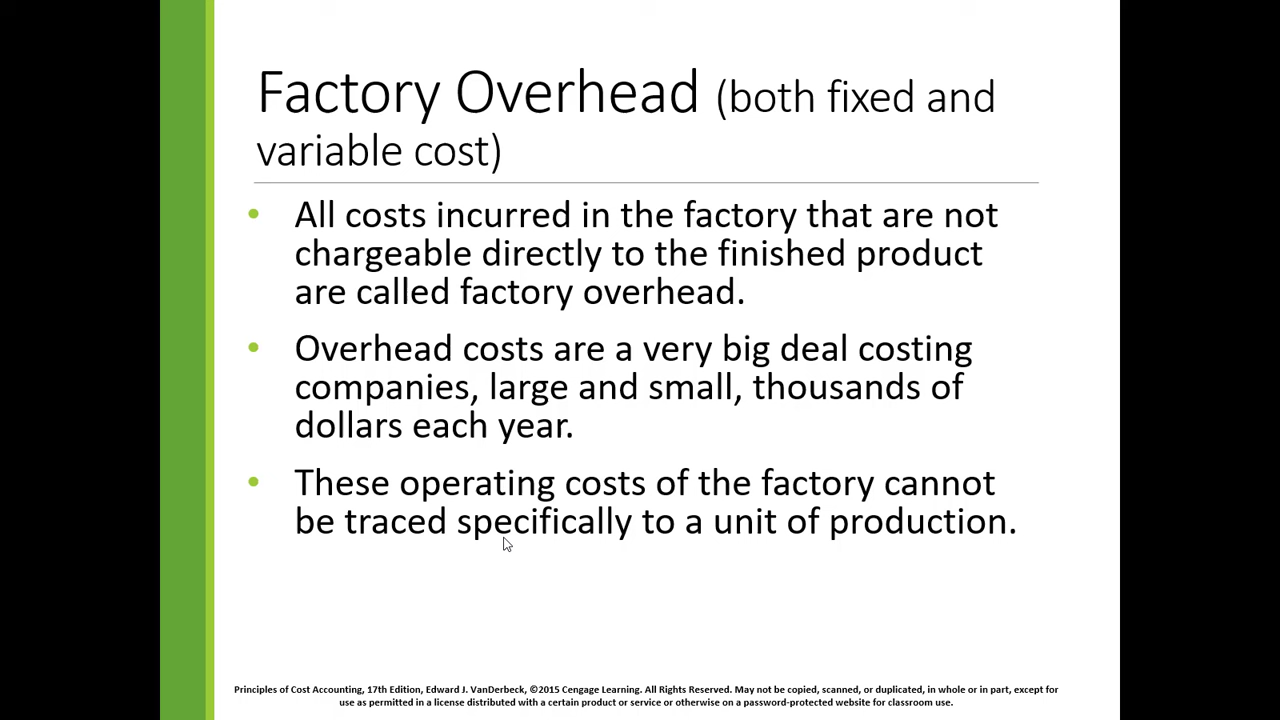 Factory Overhead (both fixed and
variable cost)
• All costs incurred in the factory that are not
chargeable directly to the finished product
are called factory overhead.
• Overhead costs are a very big deal costing
companies, large and small, thousands of
dollars each year.
• These operating costs of the factory cannot
be traced specifically to a unit of production.
Principles of Cost Accounting, 17th Edition, Edward J. VanDerbeck, ©2015 Cengage Learning. All Rights Reserved. May not be copied, scanned, or duplicated, in whole or in part, except for
use as permitted in a license distributed with a certain product or service or otherwise on a password-protected website for classroom use.